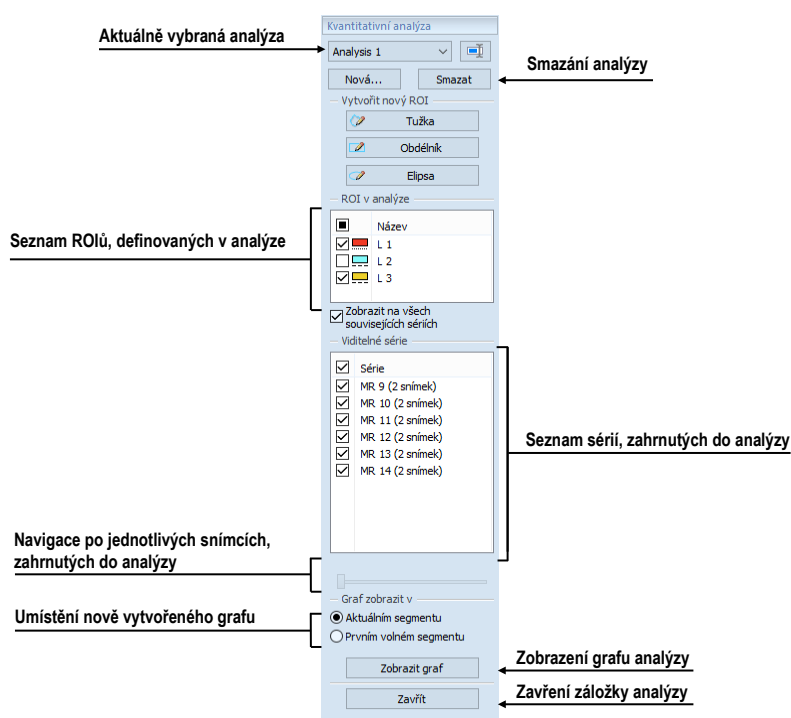 Kvantitativní analýza
Aktuálně vybraná analýza
Analysis 1
Smazání analýzy
Nová...
Smazat
Vytvořit nový ROI
Tužka
Obdélník
Elipsa
ROI v analýze
Seznam ROIů, definovaných v analýze
Název
L 1
L 2
L 3
Zobrazit na všech
souvisejících sériích
Viditelné série
Série
MR 9 (2 snímek)
MR 10 (2 snímek)
MR 11 (2 snímek)
MR 12 (2 snímek)
MR 13 (2 snímek)
MR 14 (2 snímek)
Seznam sérií, zahrnutých do analýzy
Navigace po jednotlivých snímcích,
zahrnutých do analýzy
Graf zobrazit v
Umístění nově vytvořeného grafu
Aktuálním segmentu
Prvním volném segmentu
Zobrazit graf
Zobrazení grafu analýzy
Zavřít
Zavření záložky analýzy